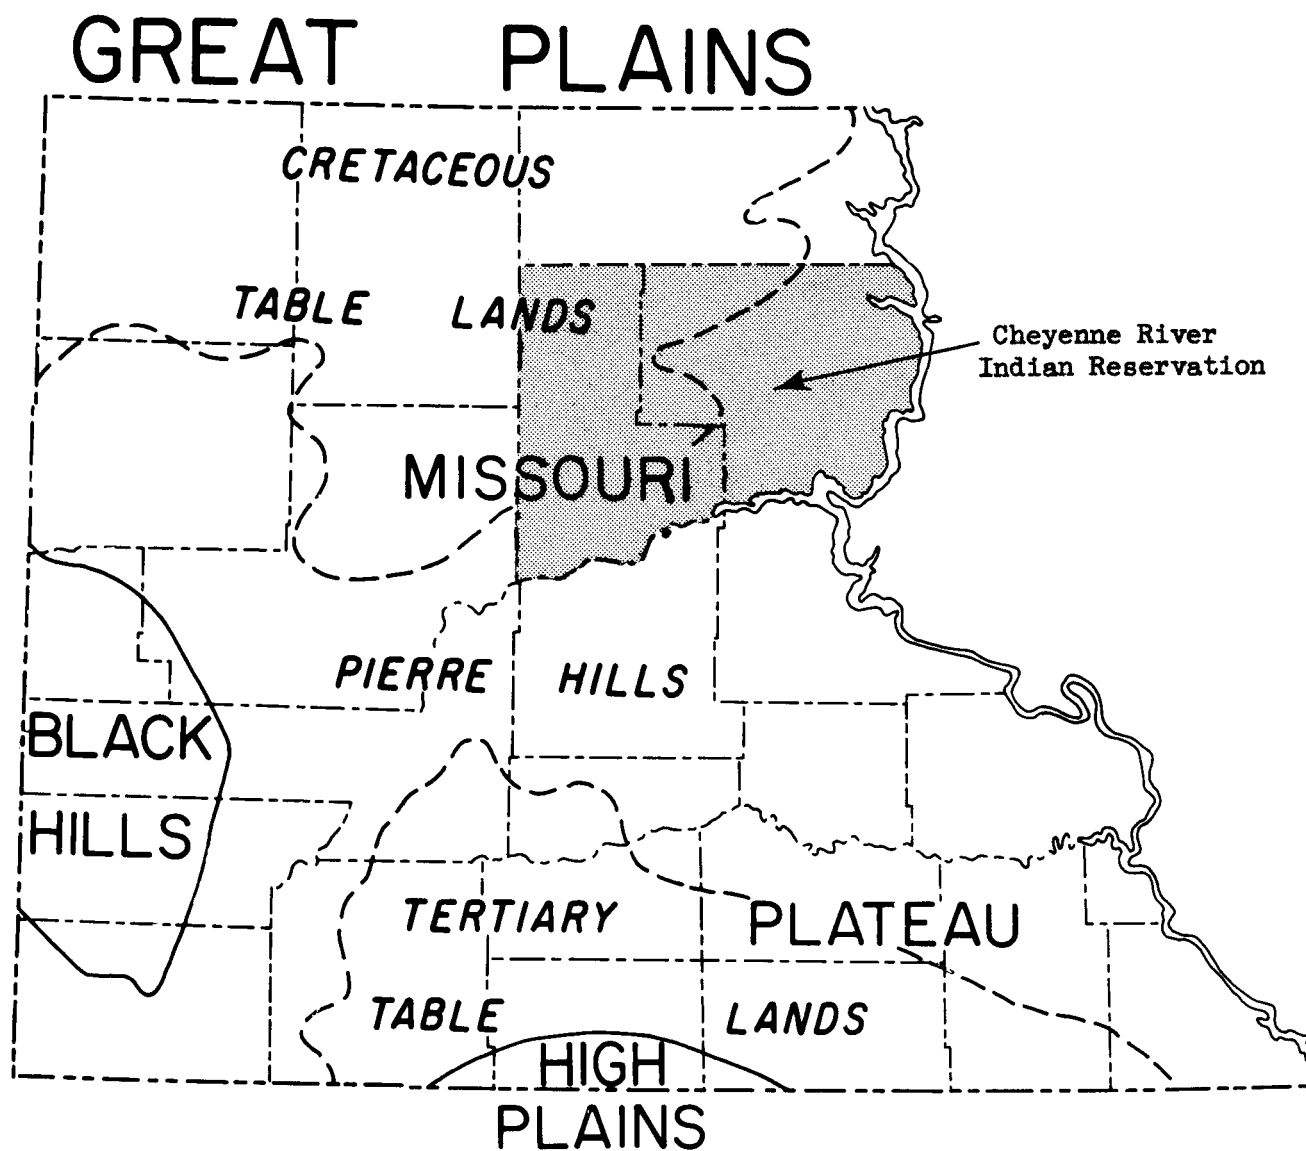 GREAT PLAINS
CRETACEOUS
TABLE LANDS
Cheyenne River
Indian Reservation
MISSOURI
PIERRE HILLS
BLACK
HILLS
TERTIARY
PLATEAU
TABLE LANDS
HIGH
PLAINS